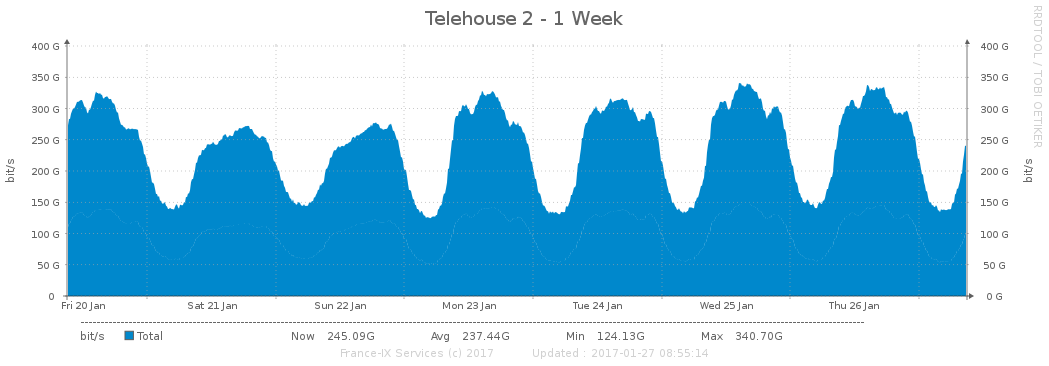 Telehouse 2 - 1 Week
RRDTOOL / TOBI OETIKER
400 G 400 G
350 G 350 G
300 G 300 G
250 G 250 G
200 G 200 G
150 G 150 G
100 G 100 G
50 G 50 G
0 0 G
bit/s bit/s
Fri 20 Jan Sat 21 Jan Sun 22 Jan Mon 23 Jan Tue 24 Jan Wed 25 Jan Thu 26 Jan
bit/s Total Now 245.09G Avg 237.44G Min 124.13G Max 340.70G
France-IX Services (c) 2017 Updated : 2017-01-27 08:55:14